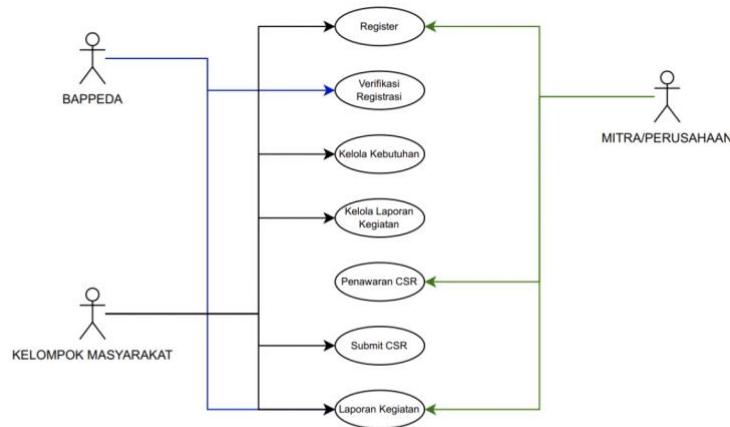 Register
BAPPEDA
Verifikasi
Registrasi
MITRA/PERUSAHAAN
Kelola Kebutuhan
Kelola Laporan
Kegiatan
Penawaran CSR
KELOMPOK MASYARAKAT
Submit CSR
Laporan Kegiatan